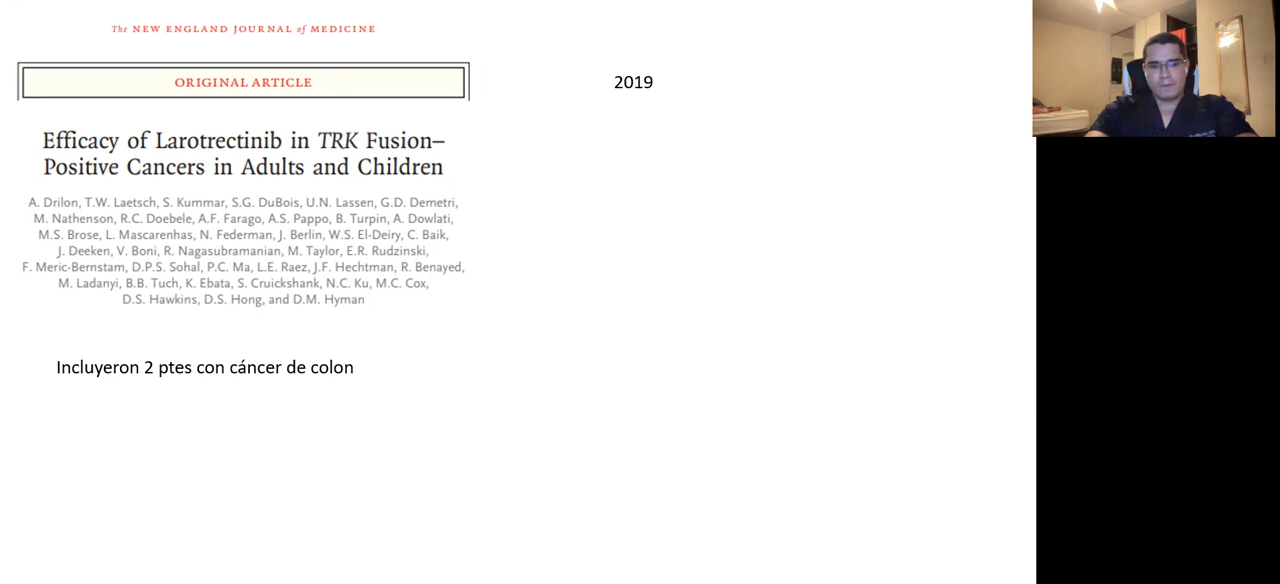 The NEW ENGLAND JOURNAL of MEDICINE
ORIGINAL ARTICLE
2019
Efficacy of Larotrectinib in TRK Fusion–
Positive Cancers in Adults and Children
A. Drilon, T.W. Laetsch, S. Kummar, S.G. DuBois, U.N. Lassen, G.D. Demetri,
M. Nathenson, R.C. Doebele, A.F. Farago, A.S. Pappo, B. Turpin, A. Dowlati,
M.S. Brose, L. Mascarenhas, N. Federman, J. Berlin, W.S. El-Deiry, C. Baik,
J. Deeken, V. Boni, R. Nagasubramanian, M. Taylor, E.R. Rudzinski,
F. Meric-Bernstam, D.P.S. Sohal, P.C. Ma, L.E. Raez, J.F. Hechtman, R. Benayed,
M. Ladanyi, B.B. Tuch, K. Ebata, S. Cruickshank, N.C. Ku, M.C. Cox,
D.S. Hawkins, D.S. Hong, and D.M. Hyman
Incluyeron 2 ptes con cáncer de colon